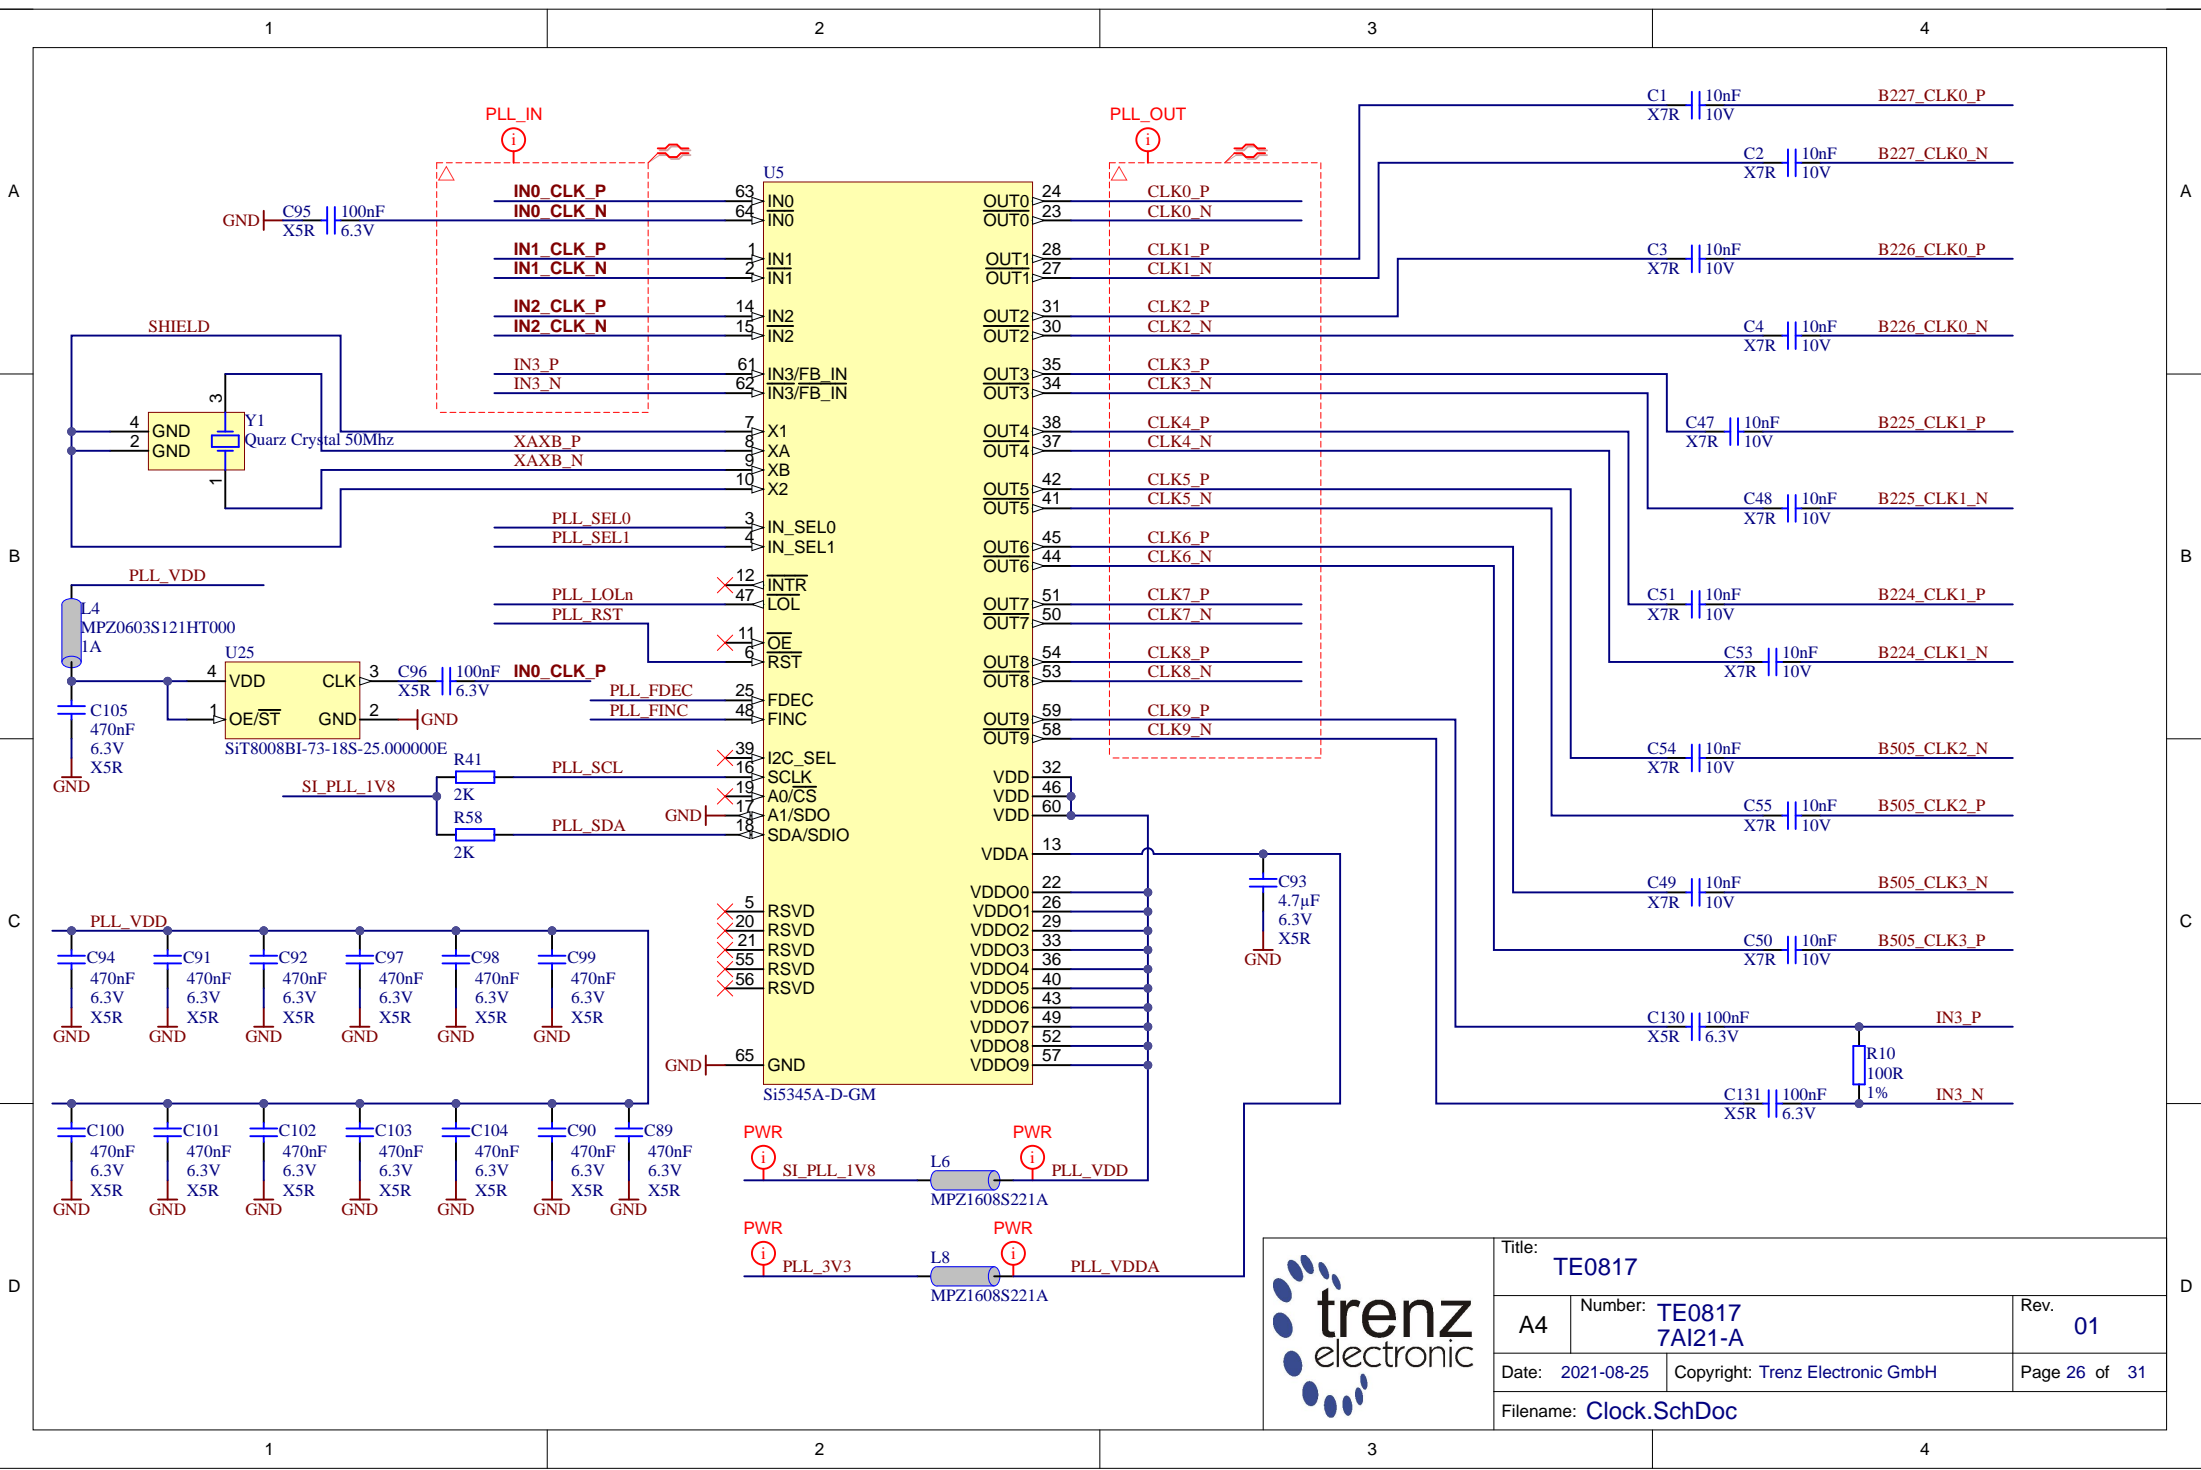 1
2
3
4
A
A
B
B
C
C
D
D
1
2
3
4
PLL_IN
i
IN0_CLK_P
IN0_CLK_N
IN1_CLK_P
IN1_CLK_N
IN2_CLK_P
IN2_CLK_N
IN3_P
IN3_N
GND
C95
X5R
100nF
6.3V
SHIELD
4
2
GND
GND
3
1
Y1
Quarz Crystal 50Mhz
XAXB_P
XAXB_N
PLL_SEL0
PLL_SEL1
PLL_LOLn
PLL_RST
PLL_VDD
L4
MPZ0603S121HT000
1A
U25
4
VDD
CLK
3
1
OE/ST
GND
2
GND
SiT8008BI-73-18S-25.000000E
C96
X5R
100nF
6.3V
IN0_CLK_P
C105
470nF
6.3V
X5R
GND
PLL_FDEC
PLL_FINC
SI_PLL_1V8
R41
2K
PLL_SCL
R58
2K
PLL_SDA
GND
U5
63 IN0
64 IN0
1 IN1
2 IN1
14 IN2
15 IN2
61 IN3/FB_IN
62 IN3/FB_IN
7 X1
8 XA
9 XB
10 X2
3 IN_SEL0
4 IN_SEL1
12 INTR
47 LOL
11 OE
6 RST
25 FDEC
48 FINC
39 I2C_SEL
16 SCLK
19 A0/CS
17 A1/SDO
18 SDA/SDIO
5 RSVD
20 RSVD
21 RSVD
55 RSVD
56 RSVD
GND
65 GND
Si5345A-D-GM
OUT0 24
OUT0 23
OUT1 28
OUT1 27
OUT2 31
OUT2 30
OUT3 35
OUT3 34
OUT4 38
OUT4 37
OUT5 42
OUT5 41
OUT6 45
OUT6 44
OUT7 51
OUT7 50
OUT8 54
OUT8 53
OUT9 59
OUT9 58
VDD 32
VDD 46
VDD 60
VDDA 13
VDDO0 22
VDDO1 26
VDDO2 29
VDDO3 33
VDDO4 36
VDDO5 40
VDDO6 43
VDDO7 49
VDDO8 52
VDDO9 57
PLL_OUT
i
CLK0_P
CLK0_N
CLK1_P
CLK1_N
CLK2_P
CLK2_N
CLK3_P
CLK3_N
CLK4_P
CLK4_N
CLK5_P
CLK5_N
CLK6_P
CLK6_N
CLK7_P
CLK7_N
CLK8_P
CLK8_N
CLK9_P
CLK9_N
C93
4.7µF
6.3V
X5R
GND
C1 10nF B227_CLK0_P
X7R 10V
C2 10nF B227_CLK0_N
X7R 10V
C3 10nF B226_CLK0_P
X7R 10V
C4 10nF B226_CLK0_N
X7R 10V
C47 10nF B225_CLK1_P
X7R 10V
C48 10nF B225_CLK1_N
X7R 10V
C51 10nF B224_CLK1_P
X7R 10V
C53 10nF B224_CLK1_N
X7R 10V
C54 10nF B505_CLK2_N
X7R 10V
C55 10nF B505_CLK2_P
X7R 10V
C49 10nF B505_CLK3_N
X7R 10V
C50 10nF B505_CLK3_P
X7R 10V
C130 100nF IN3_P
X5R 6.3V
R10
100R
1%
C131 100nF IN3_N
X5R 6.3V
PLL_VDD
C94 C91 C92 C97 C98 C99
470nF 470nF 470nF 470nF 470nF 470nF
6.3V 6.3V 6.3V 6.3V 6.3V 6.3V
X5R X5R X5R X5R X5R X5R
GND GND GND GND GND GND
C100 C101 C102 C103 C104 C90 C89
470nF 470nF 470nF 470nF 470nF 470nF 470nF
6.3V 6.3V 6.3V 6.3V 6.3V 6.3V 6.3V
X5R X5R X5R X5R X5R X5R X5R
GND GND GND GND GND GND GND
PWR PWR
i i
SI_PLL_1V8 L6 PLL_VDD
MPZ1608S221A
PWR PWR
i i
PLL_3V3 L8 PLL_VDDA
MPZ1608S221A
trenz
electronic
Title:
TE0817
A4
Number: TE0817
7AI21-A
Rev.
01
Date: 2021-08-25
Copyright: Trenz Electronic GmbH
Page 26 of 31
Filename: Clock.SchDoc